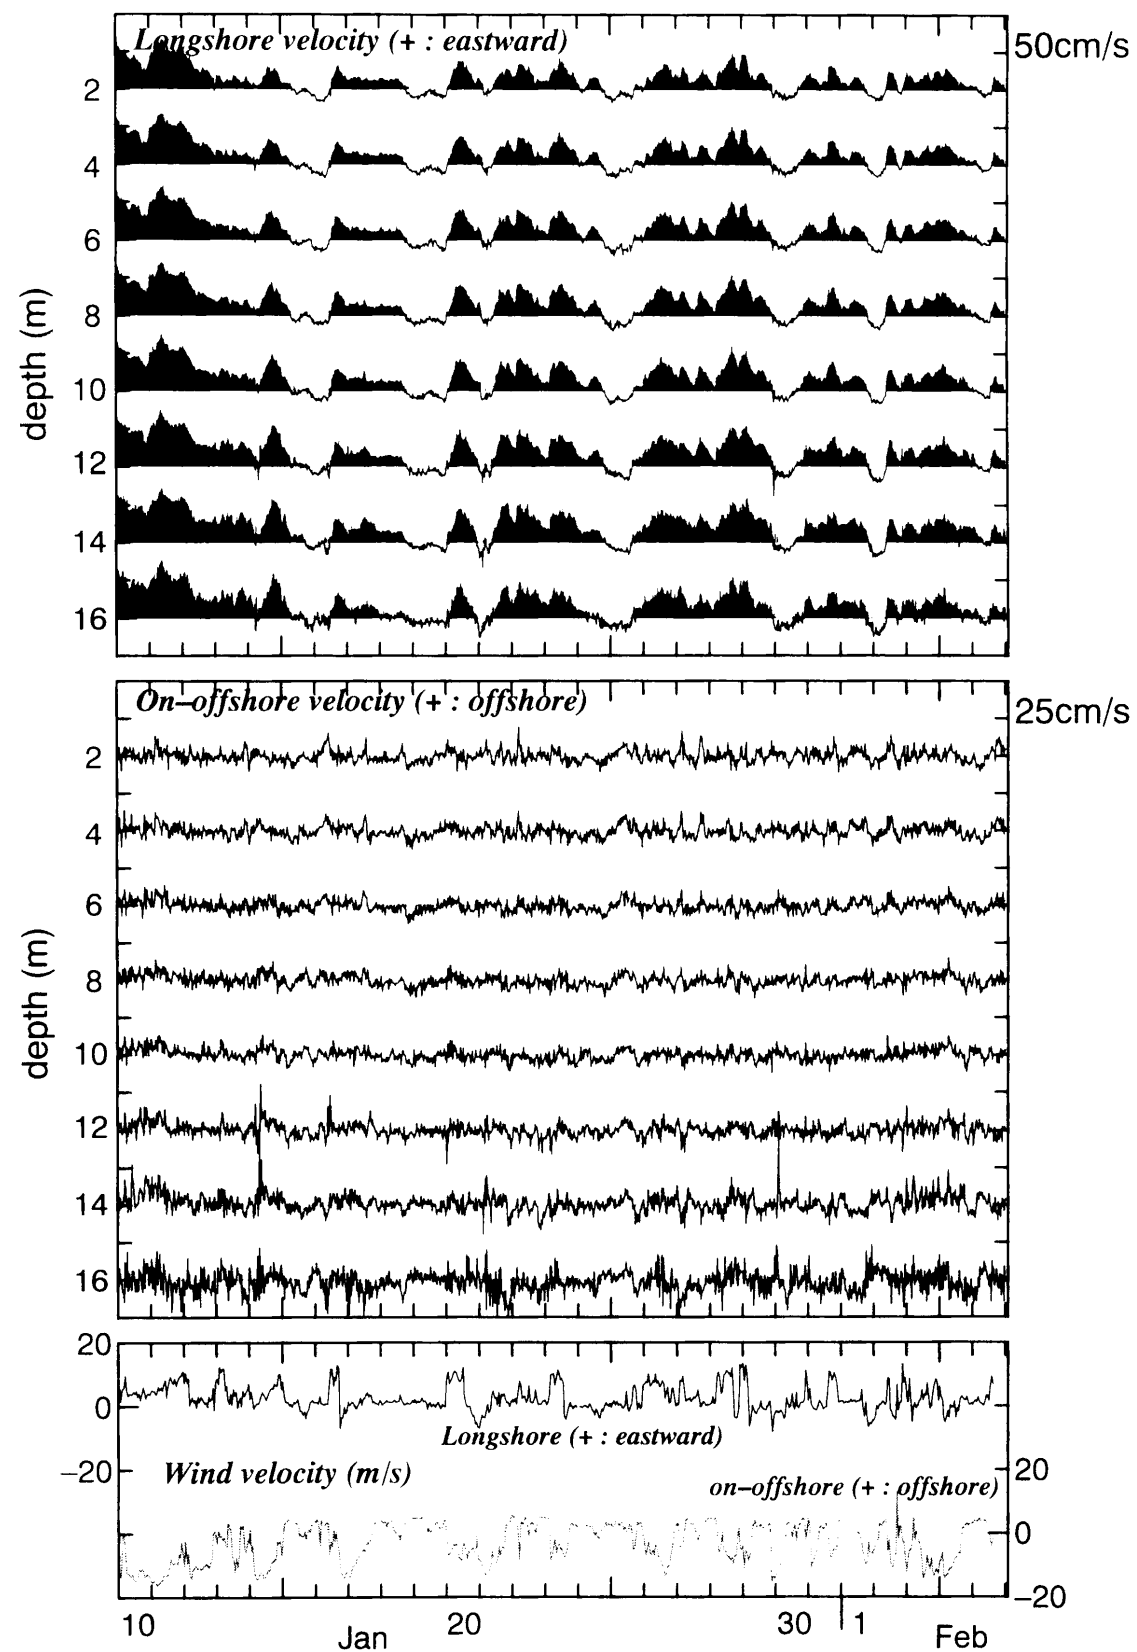 Longshore velocity (+ : eastward)
50cm/s
2
4
6
8
10
12
14
16
depth (m)
On–offshore velocity (+ : offshore)
25cm/s
2
4
6
8
10
12
14
16
depth (m)
20
0
−20
Longshore (+ : eastward)
Wind velocity (m/s)
on–offshore (+ : offshore)
20
0
−20
10 20 30 1
Jan Feb